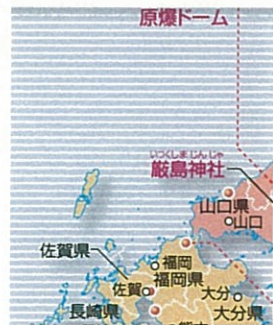 原爆ドーム
いつくしまじんじゃ
厳島神社
山口県
山口
佐賀県
福岡
福岡県
佐賀
大分
長崎県
大分県